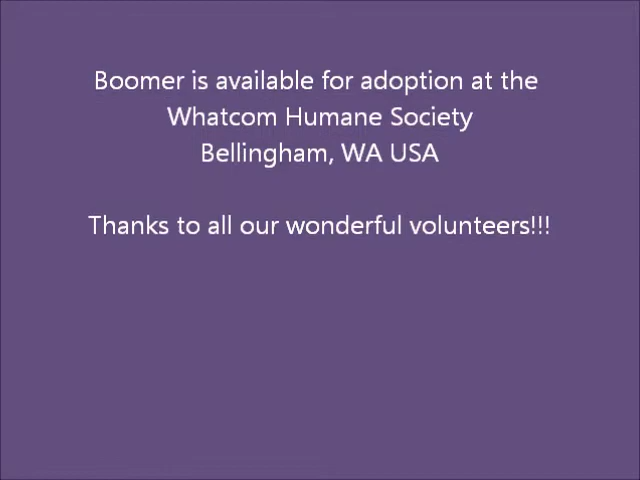 Boomer is available for adoption at the
Whatcom Humane Society
Bellingham, WA USA
Thanks to all our wonderful volunteers!!!